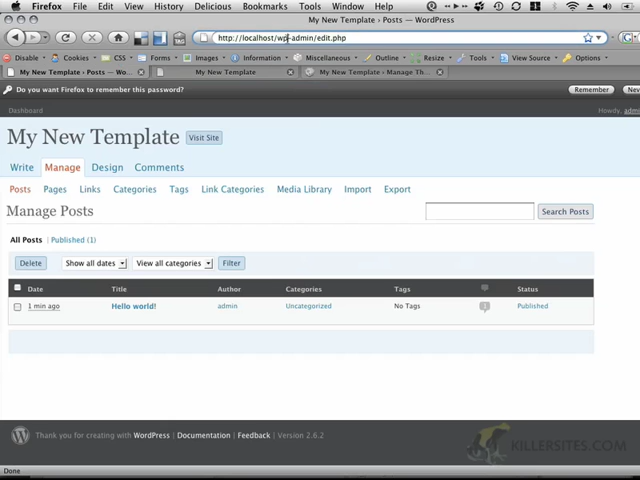 Firefox File Edit View History Delicious Bookmarks Tools Window Help
My New Template › Posts — WordPress
http://localhost/wp-admin/edit.php
Disable Cookies CSS Forms Images Information Miscellaneous Outline Resize Tools View Source Options
My New Template › Posts — Wo... My New Template My New Template › Manage Th...
Do you want Firefox to remember this password? Remember
Dashboard Howdy,
My New Template Visit Site
Write Manage Design Comments
Posts Pages Links Categories Tags Link Categories Media Library Import Export
Manage Posts Search Posts
All Posts | Published (1)
Delete Show all dates View all categories Filter
Date Title Author Categories Tags Status
1 min ago Hello world! admin Uncategorized No Tags Published
Thank you for creating with WordPress | Documentation | Feedback | Version 2.6.2
KILLERSITES.COM
Done